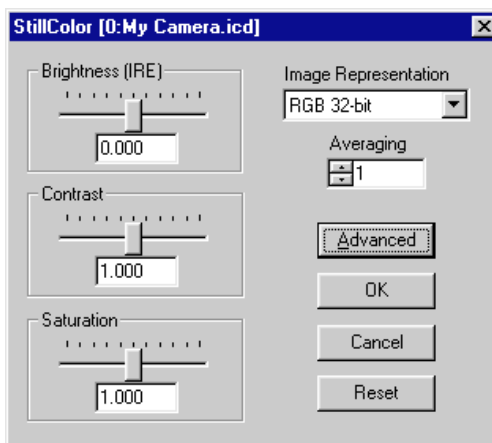 StillColor [0:My Camera.icd]
Brightness (IRE)
0.000
Contrast
1.000
Saturation
1.000
Image Representation
RGB 32-bit
Averaging
1
Advanced
OK
Cancel
Reset